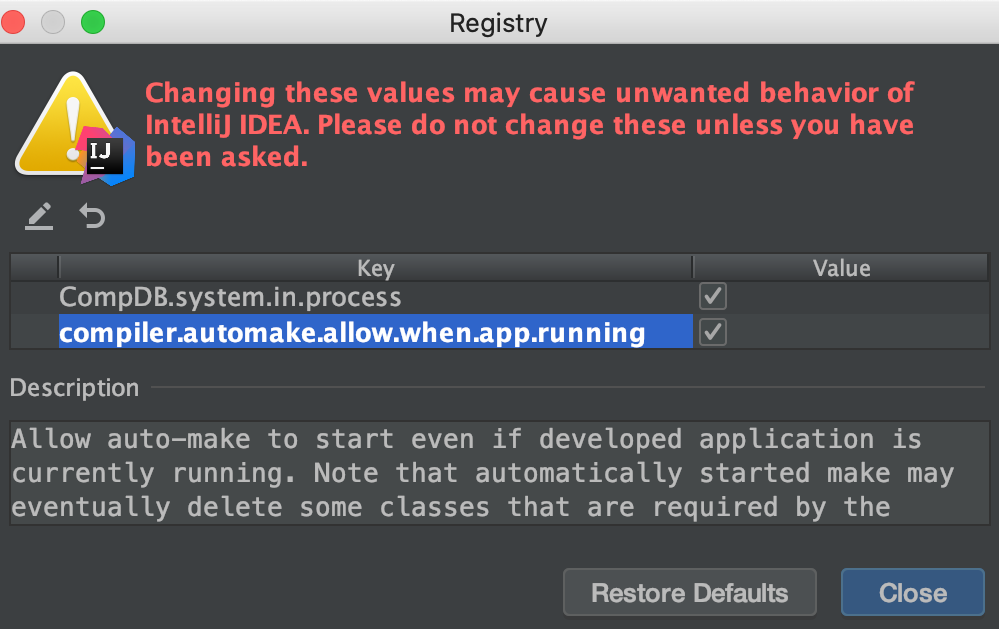 Registry
Changing these values may cause unwanted behavior of
IntelliJ IDEA. Please do not change these unless you have
been asked.
IJ
Key Value
CompDB.system.in.process
compiler.automake.allow.when.app.running
Description
Allow auto-make to start even if developed application is
currently running. Note that automatically started make may
eventually delete some classes that are required by the
Restore Defaults Close